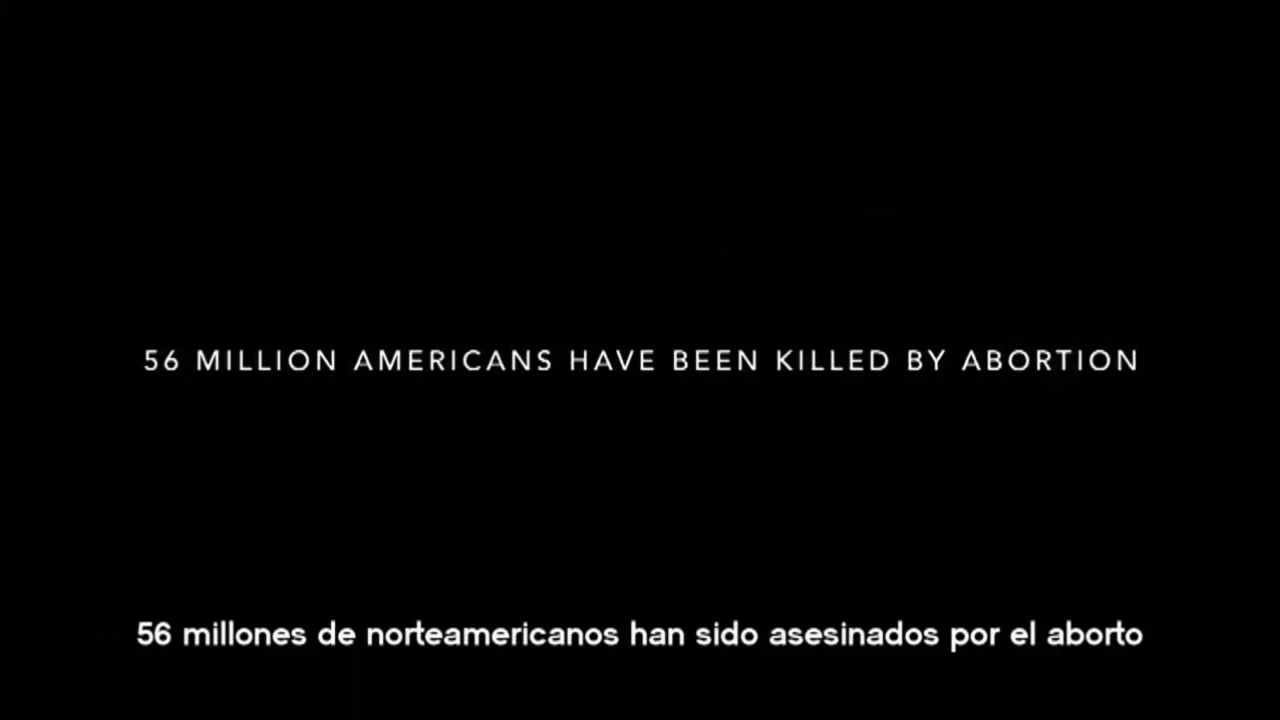 56 MILLION AMERICANS HAVE BEEN KILLED BY ABORTION
56 millones de norteamericanos han sido asesinados por el aborto